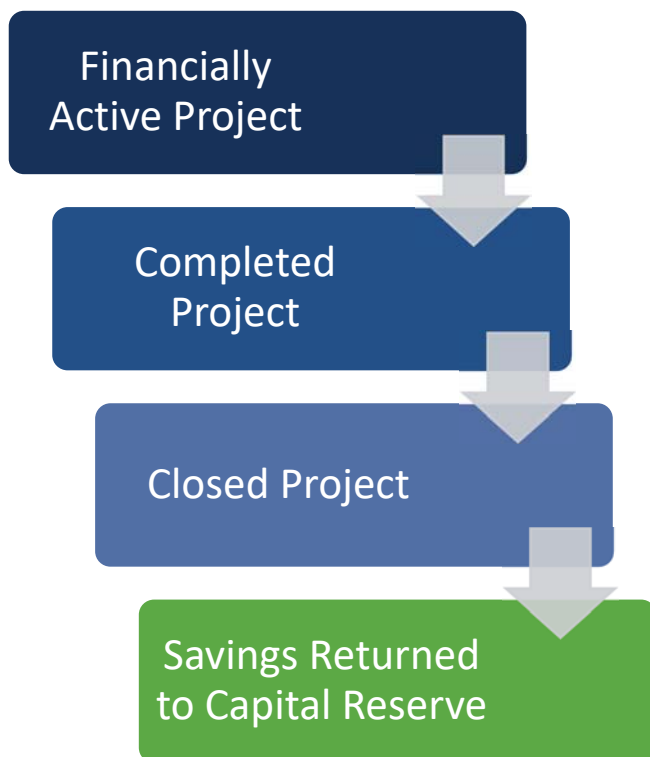 Financially
Active Project
Completed
Project
Closed Project
Savings Returned
to Capital Reserve